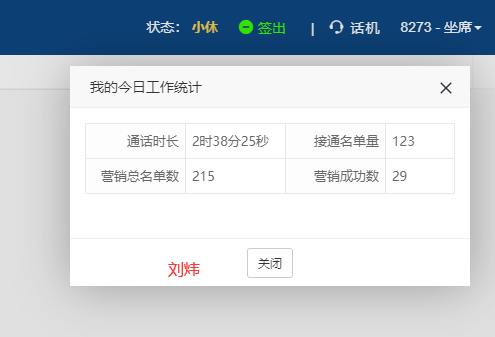 状态： 小休 签出 | 话机 8273 - 坐席
我的今日工作统计
通话时长 2时38分25秒 接通名单量 123
营销总名单数 215 营销成功数 29
刘炜 关闭